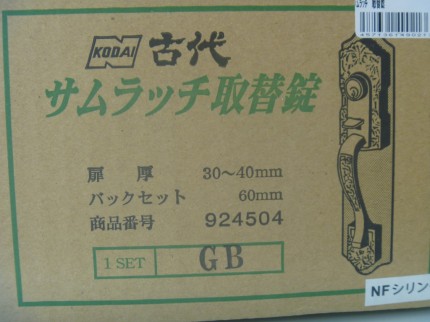 N
KODAI 古代
サムラッチ取替錠
扉厚 30～40mm
バックセット 60mm
商品番号 924504
1 SET GB
NFシリン